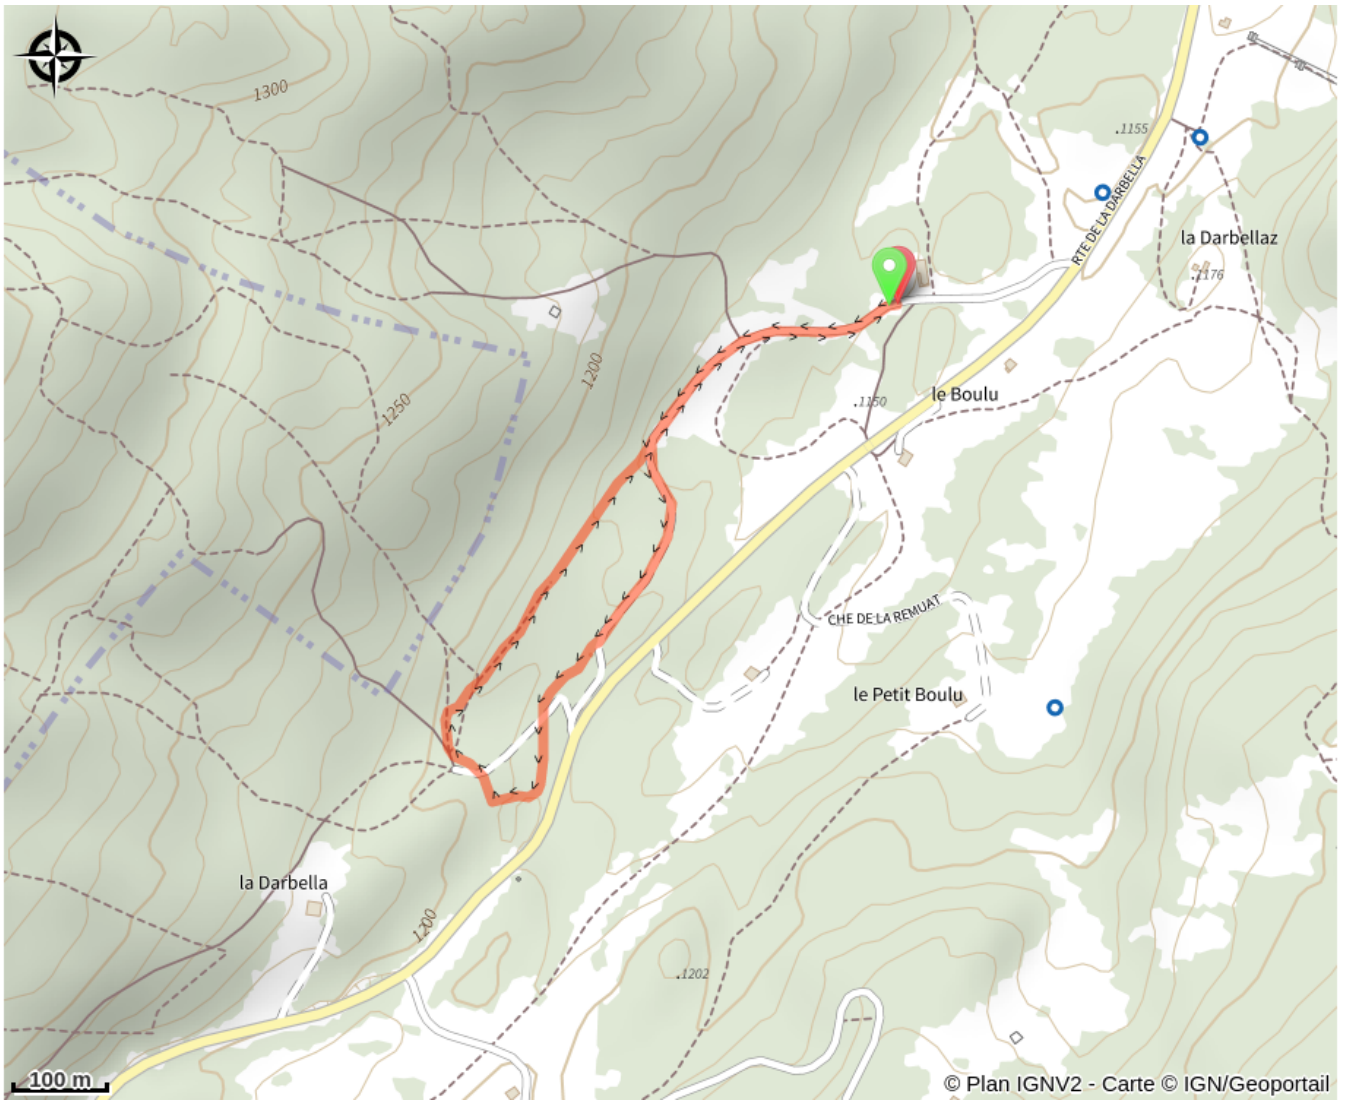 1300
.1155
RTE DE LA DARBELLA
la Darbellaz
.1176
1200
1250
.1150
le Boulu
CHE DE LA REMUAT
le Petit Boulu
la Darbella
1200
.1202
100 m
© Plan IGNV2 - Carte © IGN/Geoportail